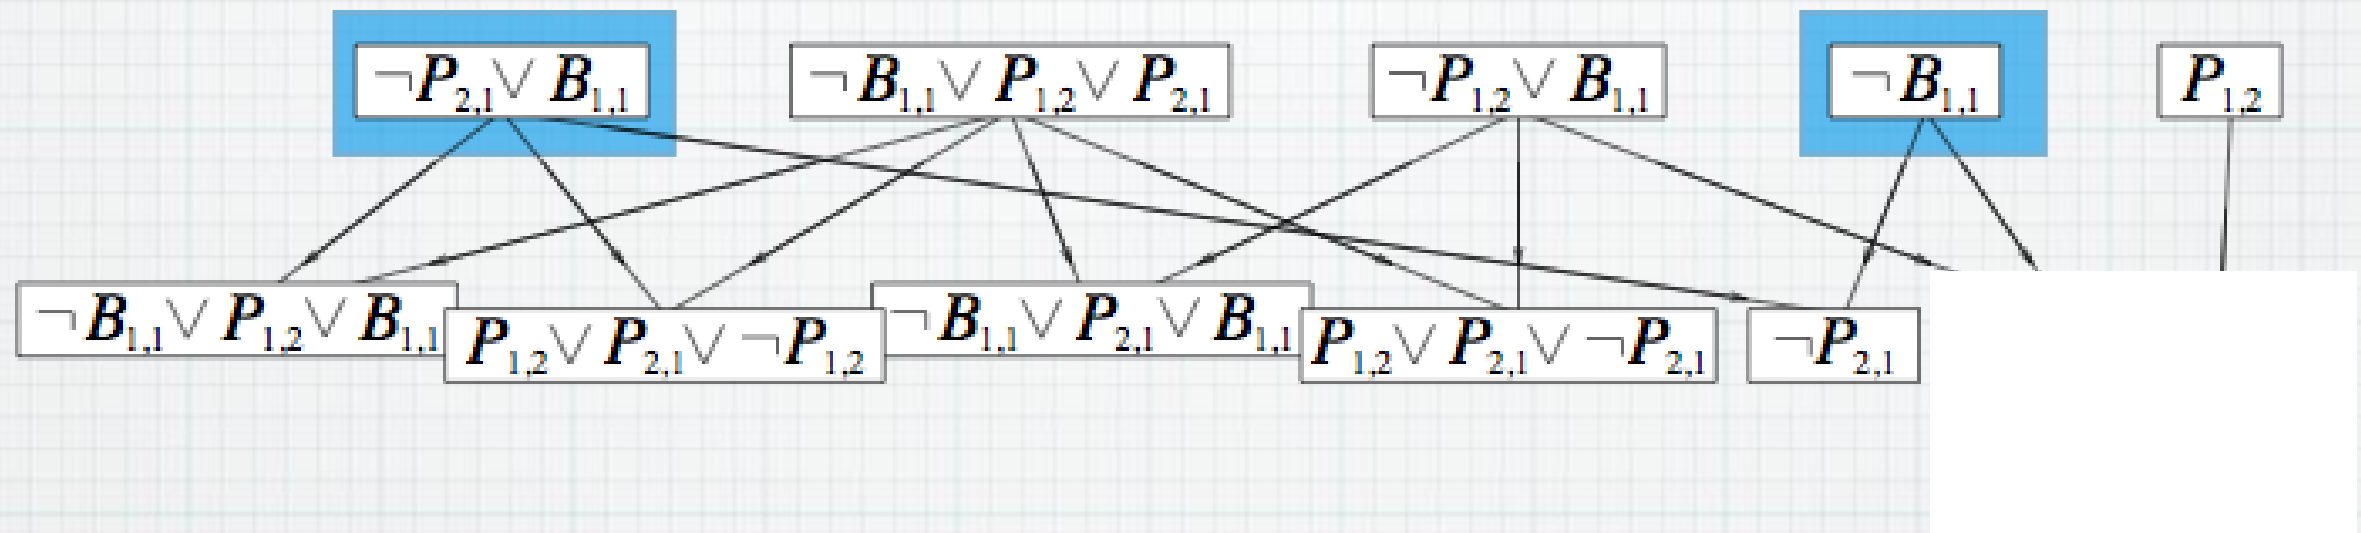 ¬P2,1 ∨ B1,1 ¬B1,1 ∨ P1,2 ∨ P2,1 ¬P1,2 ∨ B1,1 ¬B1,1 P1,2
¬B1,1 ∨ P1,2 ∨ B1,1 P1,2 ∨ P2,1 ∨ ¬P1,2 ¬B1,1 ∨ P2,1 ∨ B1,1 P1,2 ∨ P2,1 ∨ ¬P2,1 ¬P2,1